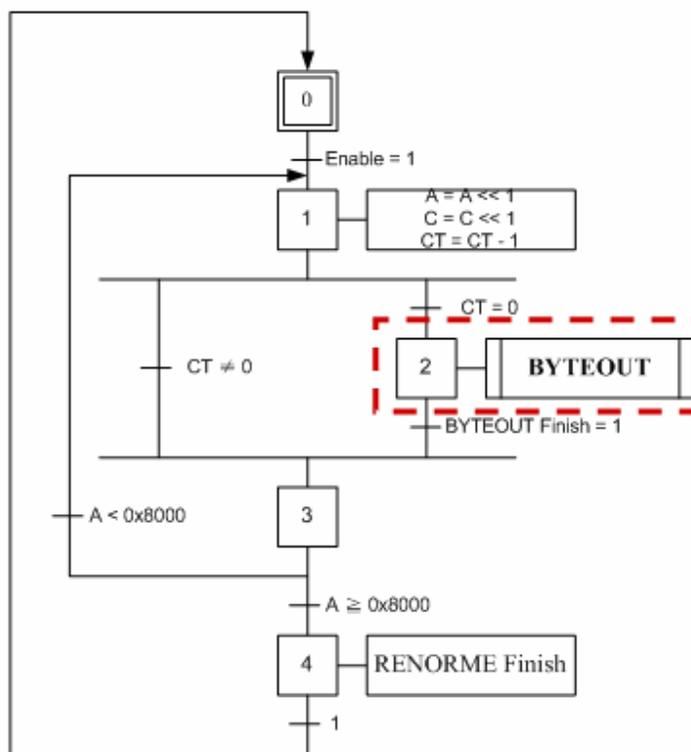 0
Enable = 1
1
A = A << 1
C = C << 1
CT = CT - 1
CT = 0
CT ≠ 0
2
BYTEOUT
BYTEOUT Finish = 1
3
A < 0x8000
A ≧ 0x8000
4
RENORME Finish
1